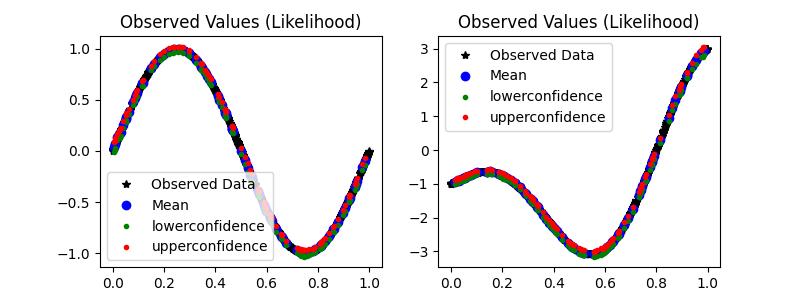 Observed Values (Likelihood)
1.0
0.5
0.0
−0.5
−1.0
Observed Data
Mean
lowerconfidence
upperconfidence
0.0 0.2 0.4 0.6 0.8 1.0
Observed Values (Likelihood)
3
2
1
0
−1
−2
−3
Observed Data
Mean
lowerconfidence
upperconfidence
0.0 0.2 0.4 0.6 0.8 1.0